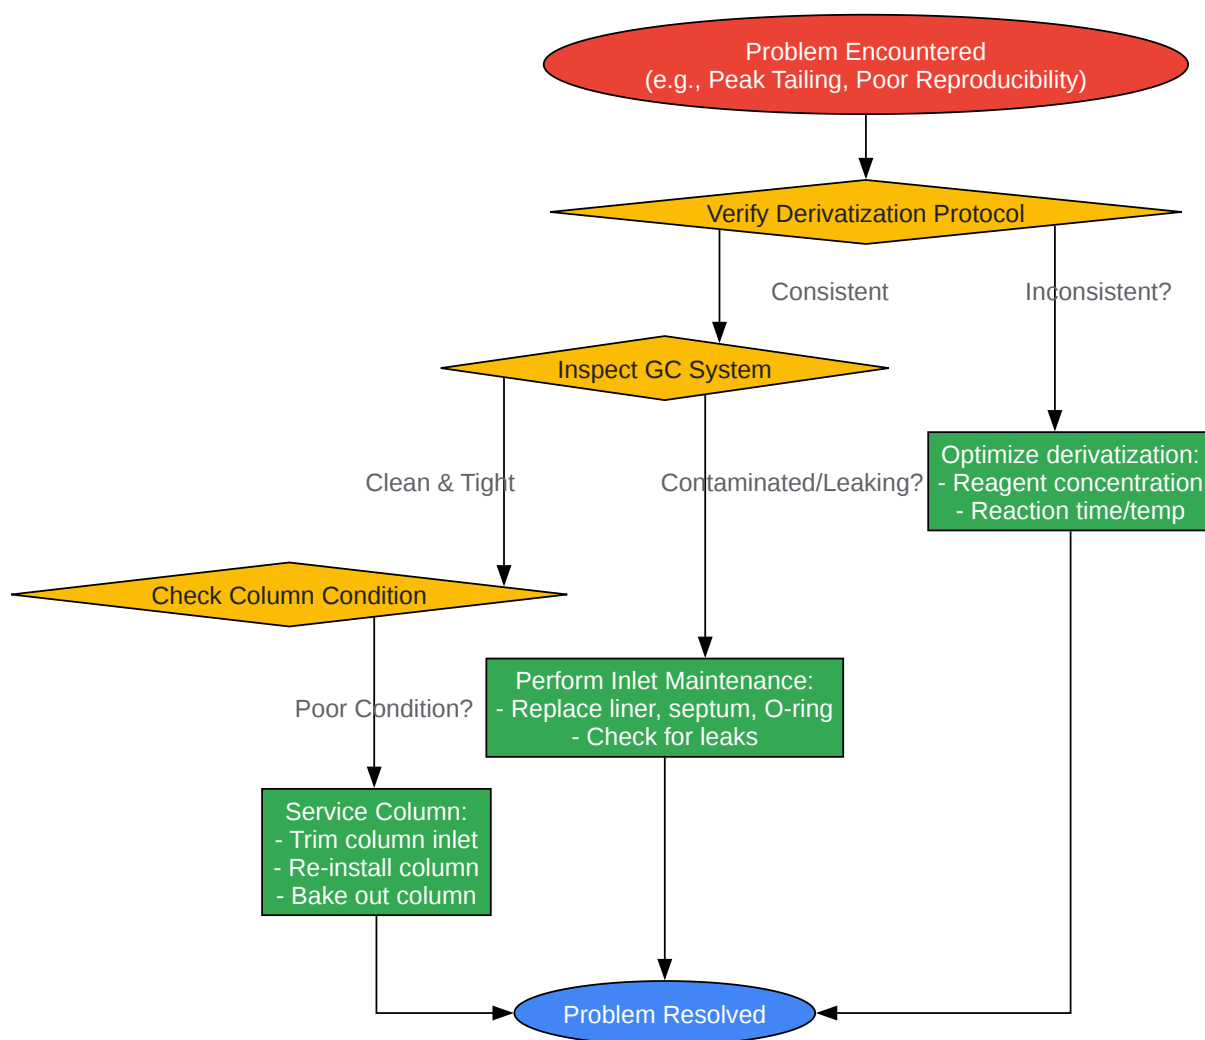 Problem Encountered
(e.g., Peak Tailing, Poor Reproducibility)
Verify Derivatization Protocol
Consistent
Inconsistent?
Inspect GC System
Clean & Tight
Contaminated/Leaking?
Optimize derivatization:
- Reagent concentration
- Reaction time/temp
Check Column Condition
Poor Condition?
Perform Inlet Maintenance:
- Replace liner, septum, O-ring
- Check for leaks
Service Column:
- Trim column inlet
- Re-install column
- Bake out column
Problem Resolved